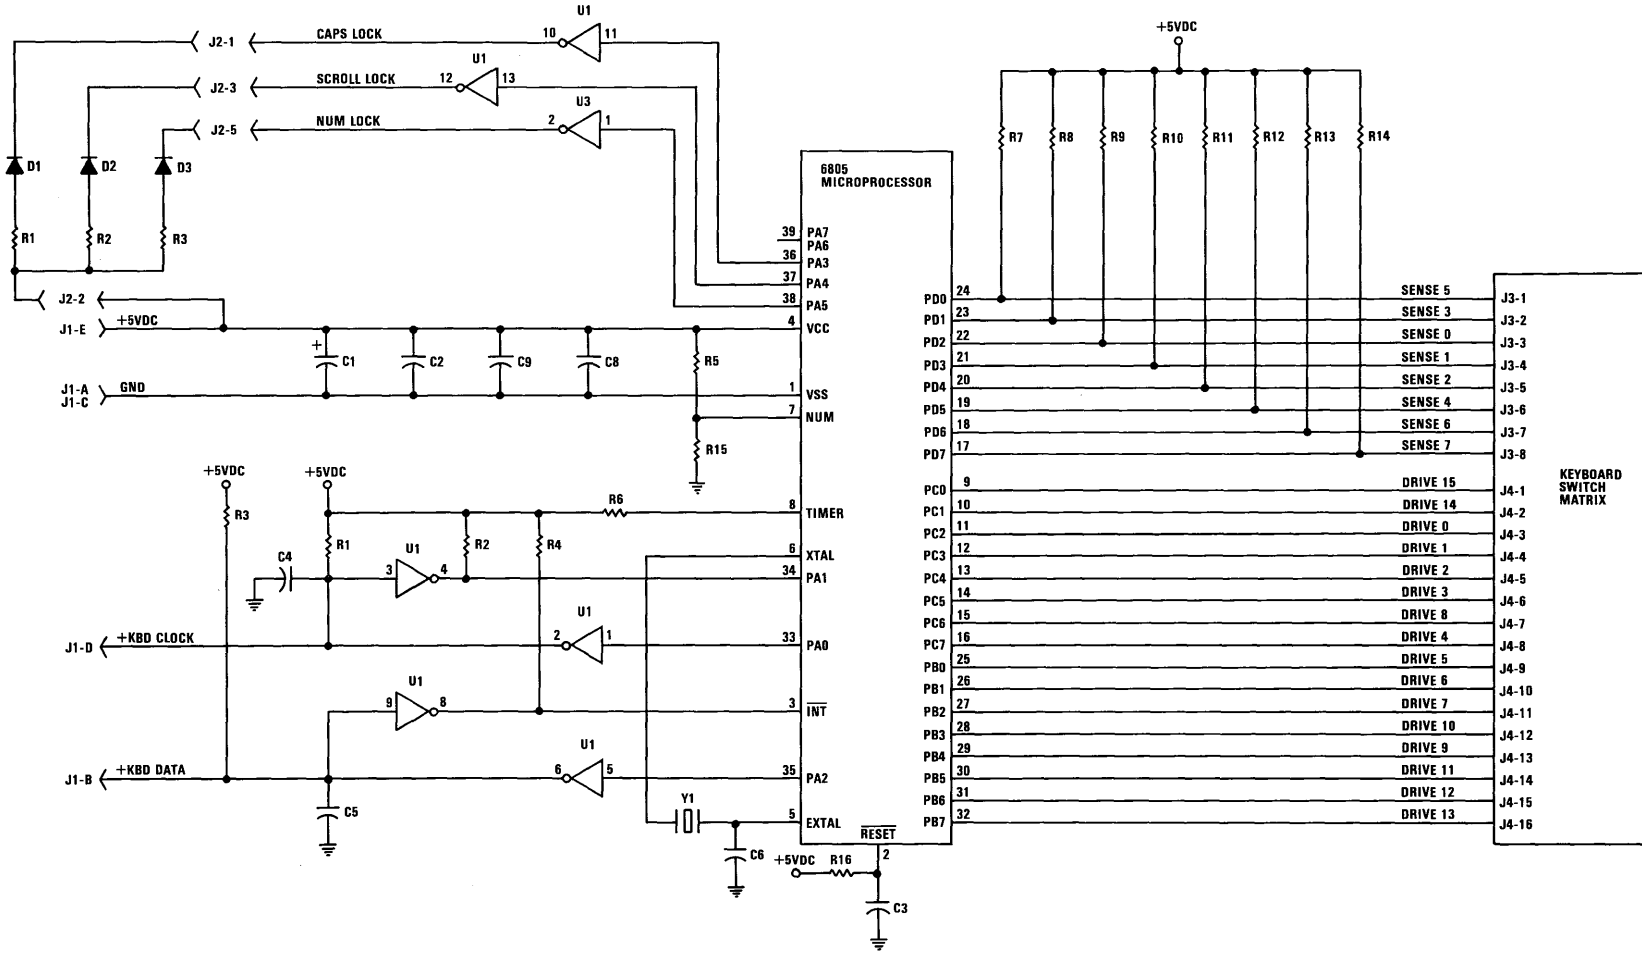 U1
10
11
J2-1
CAPS LOCK
U1
12
13
J2-3
SCROLL LOCK
U3
2
1
J2-5
NUM LOCK
D1
D2
D3
R1
R2
R3
J2-2
J1-E
+5VDC
C1
+
C2
C9
C8
R5
J1-A
J1-C
GND
R15
6805
MICROPROCESSOR
39
PA7
PA6
36
PA3
37
PA4
38
PA5
4
VCC
1
VSS
7
NUM
8
TIMER
6
XTAL
34
PA1
33
PA0
3
INT
35
PA2
5
EXTAL
RESET
2
+5VDC
+5VDC
R3
R1
R6
R2
R4
C4
U1
3
4
J1-D
+KBD CLOCK
U1
2
1
U1
9
8
J1-B
+KBD DATA
U1
6
5
C5
Y1
C6
+5VDC
R16
C3
+5VDC
R7
R8
R9
R10
R11
R12
R13
R14
PD0 24 SENSE 5 J3-1
PD1 23 SENSE 3 J3-2
PD2 22 SENSE 0 J3-3
PD3 21 SENSE 1 J3-4
PD4 20 SENSE 2 J3-5
PD5 19 SENSE 4 J3-6
PD6 18 SENSE 6 J3-7
PD7 17 SENSE 7 J3-8
PC0 9 DRIVE 15 J4-1
PC1 10 DRIVE 14 J4-2
PC2 11 DRIVE 0 J4-3
PC3 12 DRIVE 1 J4-4
PC4 13 DRIVE 2 J4-5
PC5 14 DRIVE 3 J4-6
PC6 15 DRIVE 8 J4-7
PC7 16 DRIVE 4 J4-8
PB0 25 DRIVE 5 J4-9
PB1 26 DRIVE 6 J4-10
PB2 27 DRIVE 7 J4-11
PB3 28 DRIVE 10 J4-12
PB4 29 DRIVE 9 J4-13
PB5 30 DRIVE 11 J4-14
PB6 31 DRIVE 12 J4-15
PB7 32 DRIVE 13 J4-16
KEYBOARD
SWITCH
MATRIX